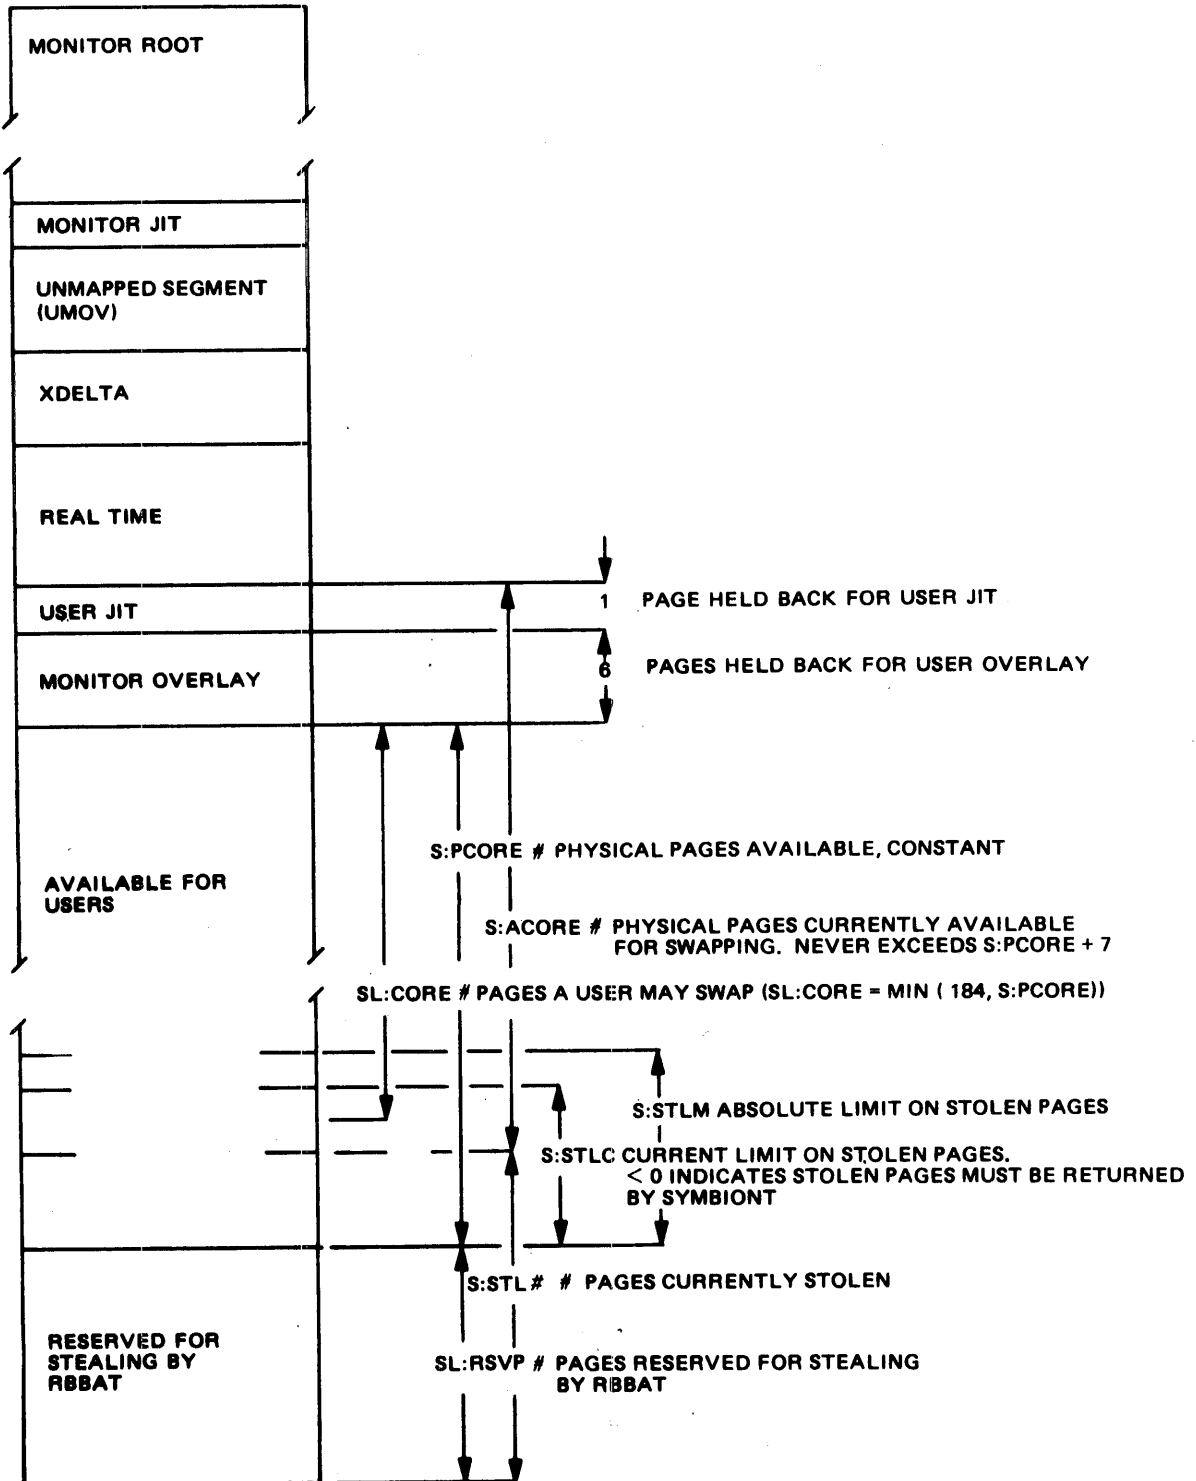 MONITOR ROOT
MONITOR JIT
UNMAPPED SEGMENT
(UMOV)
XDELTA
REAL TIME
USER JIT
1 PAGE HELD BACK FOR USER JIT
MONITOR OVERLAY
6 PAGES HELD BACK FOR USER OVERLAY
AVAILABLE FOR
USERS
S:PCORE # PHYSICAL PAGES AVAILABLE, CONSTANT
S:ACORE # PHYSICAL PAGES CURRENTLY AVAILABLE
FOR SWAPPING. NEVER EXCEEDS S:PCORE + 7
SL:CORE # PAGES A USER MAY SWAP (SL:CORE = MIN ( 184, S:PCORE))
S:STLM ABSOLUTE LIMIT ON STOLEN PAGES
S:STLC CURRENT LIMIT ON STOLEN PAGES.
< 0 INDICATES STOLEN PAGES MUST BE RETURNED
BY SYMBIONT
S:STL# # PAGES CURRENTLY STOLEN
RESERVED FOR
STEALING BY
RBBAT
SL:RSVP # PAGES RESERVED FOR STEALING
BY RBBAT